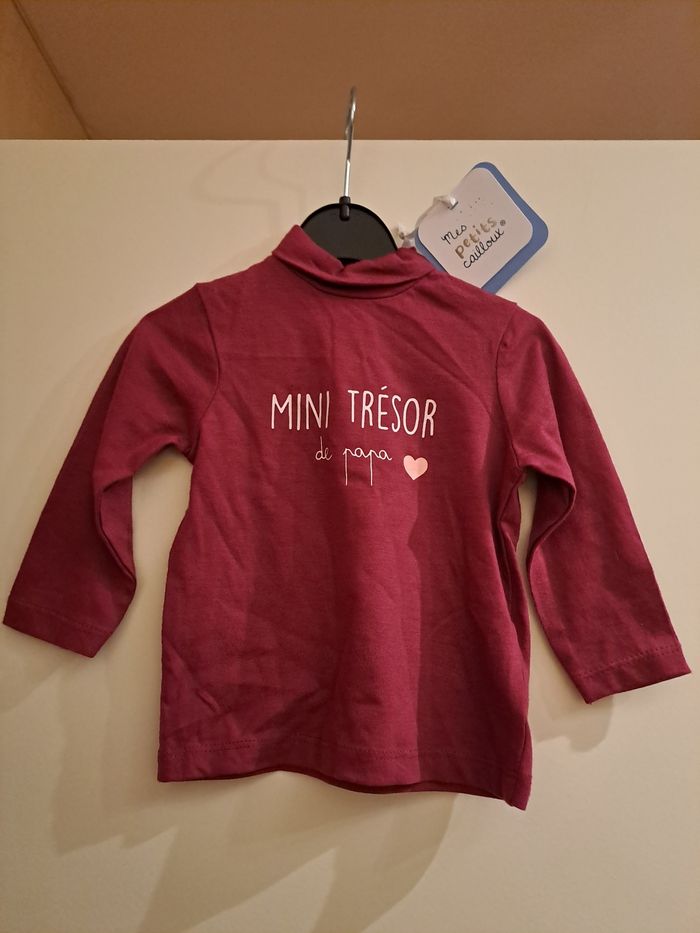 mes
petits
cailloux®
MINI TRÉSOR
de papa